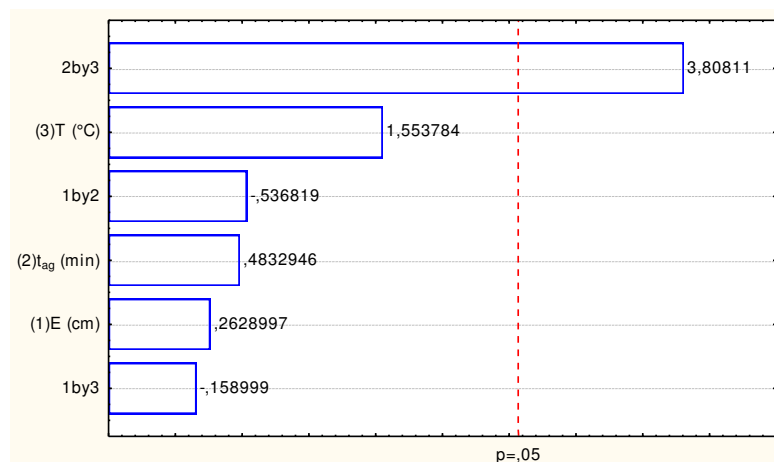 2by3
3,80811
(3)T (°C)
1,553784
1by2
-,536819
(2)tag (min)
,4832946
(1)E (cm)
,2628997
1by3
-,158999
p=,05